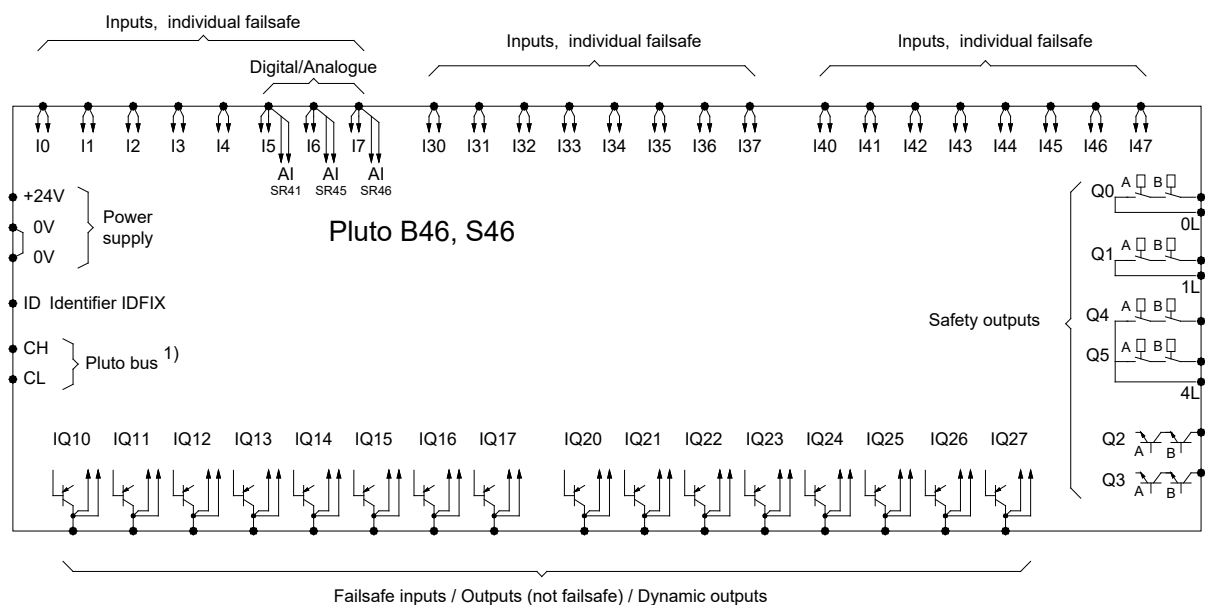 Inputs, individual failsafe
Inputs, individual failsafe
Inputs, individual failsafe
Digital/Analogue
I0 I1 I2 I3 I4 I5 I6 I7 I30 I31 I32 I33 I34 I35 I36 I37 I40 I41 I42 I43 I44 I45 I46 I47
AI AI AI
SR41 SR45 SR46
Pluto B46, S46
+24V
0V
0V
Power
supply
ID Identifier IDFIX
CH
CL
Pluto bus 1)
Safety outputs
Q0 A B
0L
Q1 A B
1L
Q4 A B
Q5 A B
4L
Q2 A B
Q3 A B
IQ10 IQ11 IQ12 IQ13 IQ14 IQ15 IQ16 IQ17 IQ20 IQ21 IQ22 IQ23 IQ24 IQ25 IQ26 IQ27
Failsafe inputs / Outputs (not failsafe) / Dynamic outputs